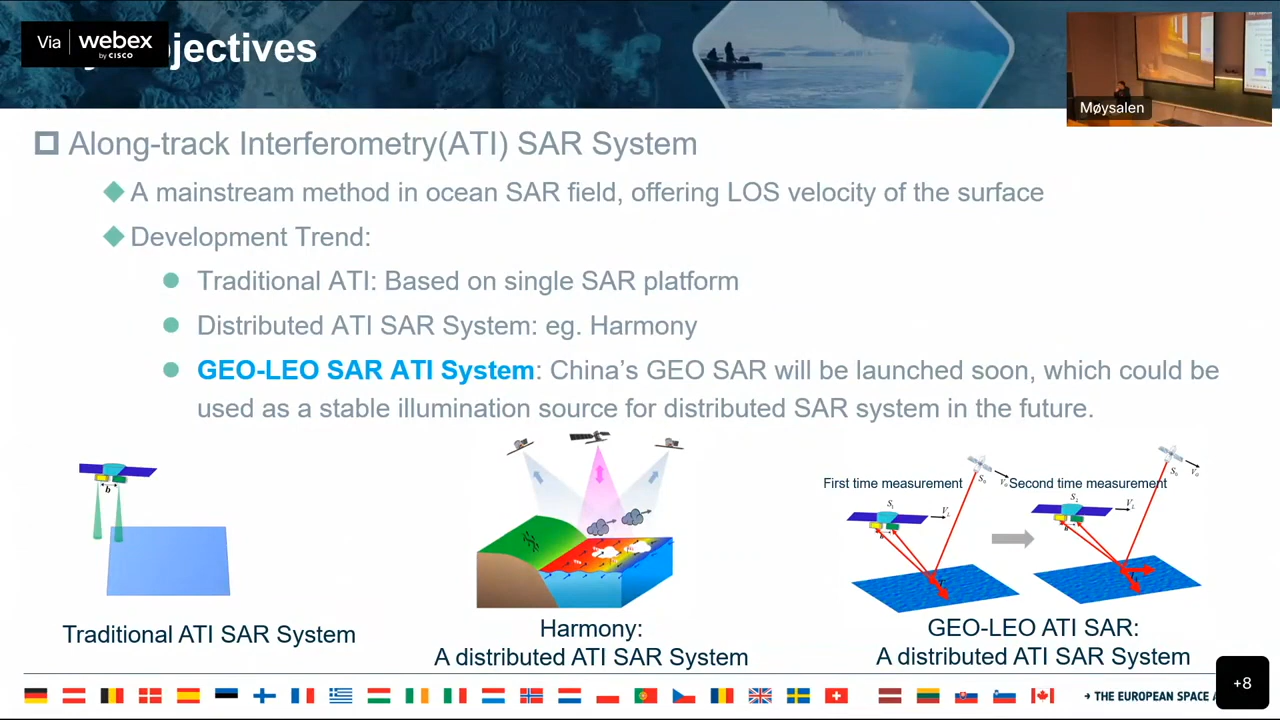 Via webex
by CISCO
jectives
Møysalen
Along-track Interferometry(ATI) SAR System
A mainstream method in ocean SAR field, offering LOS velocity of the surface
Development Trend:
Traditional ATI: Based on single SAR platform
Distributed ATI SAR System: eg. Harmony
GEO-LEO SAR ATI System: China's GEO SAR will be launched soon, which could be
used as a stable illumination source for distributed SAR system in the future.
b
First time measurement
Second time measurement
Traditional ATI SAR System
Harmony:
A distributed ATI SAR System
GEO-LEO ATI SAR:
A distributed ATI SAR System
→ THE EUROPEAN SPACE
+8